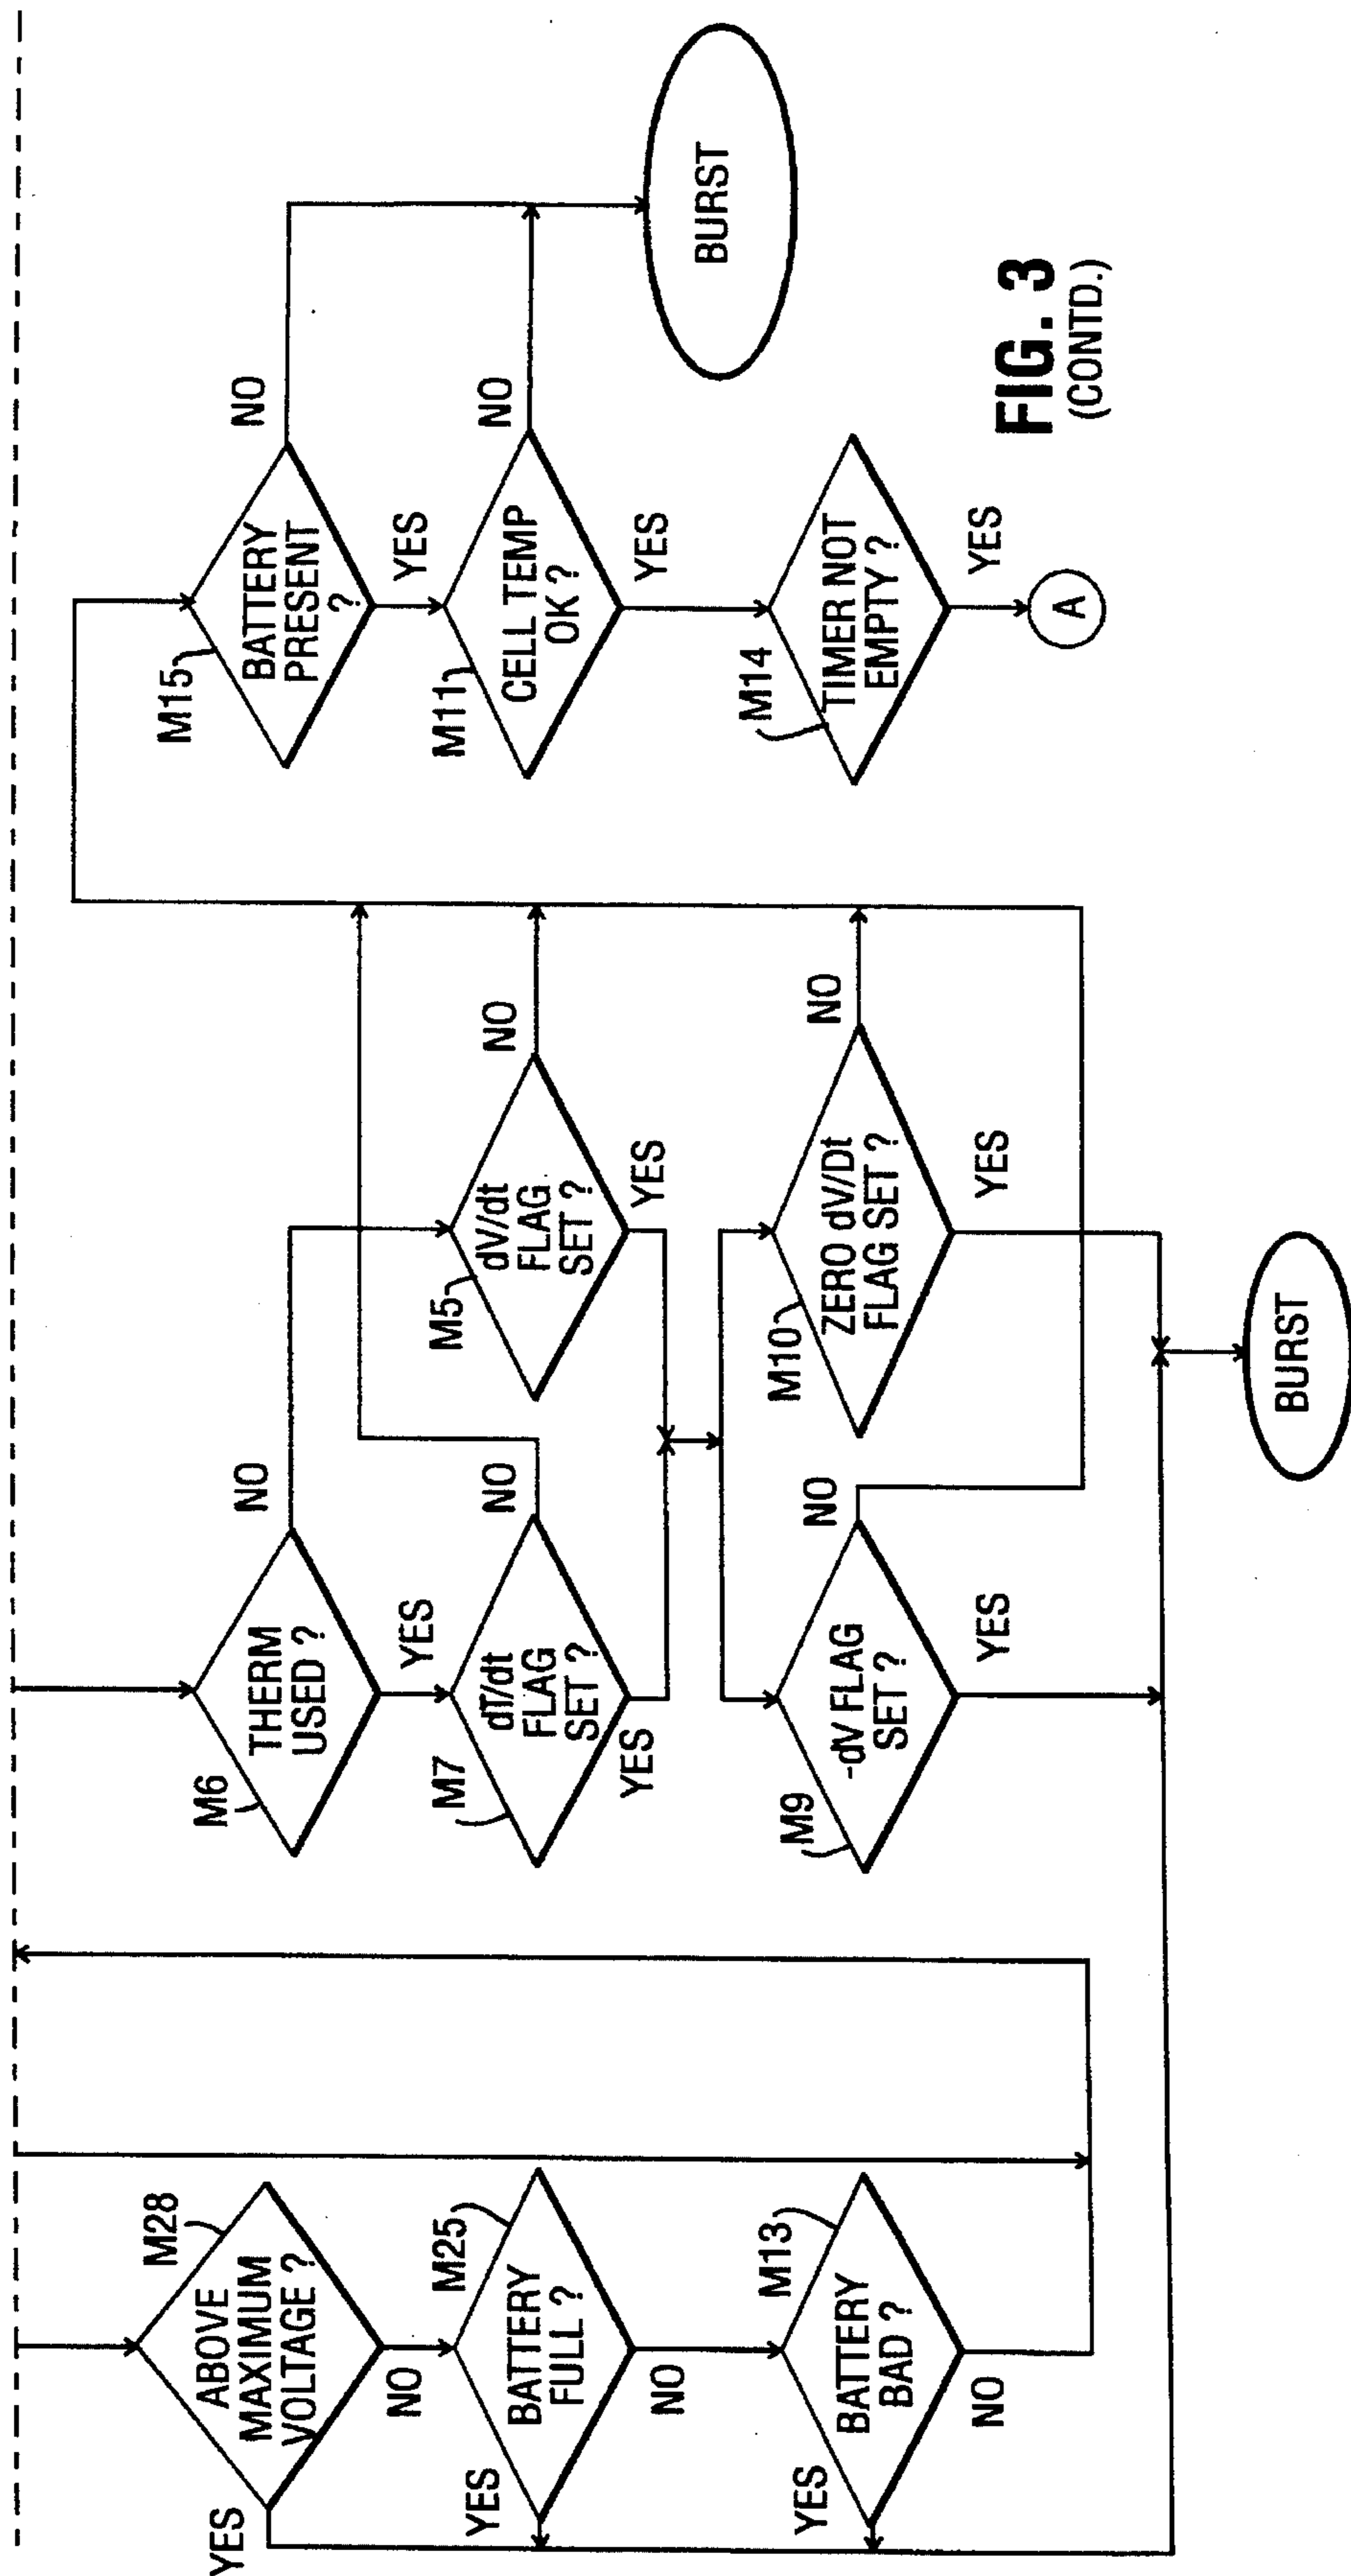 M28
ABOVE
MAXIMUM
VOLTAGE ?
YES
NO
M25
BATTERY
FULL ?
YES
NO
M13
BATTERY
BAD ?
YES
NO
M6
THERM
USED ?
NO
YES
M7
dT/dt
FLAG
SET ?
NO
YES
M5
dV/dt
FLAG
SET ?
NO
YES
M9
-dV FLAG
SET ?
NO
YES
M10
ZERO dV/Dt
FLAG SET ?
NO
YES
BURST
M15
BATTERY
PRESENT
?
NO
YES
M11
CELL TEMP
OK ?
NO
YES
M14
TIMER NOT
EMPTY ?
YES
A
BURST
FIG. 3
(CONTD.)